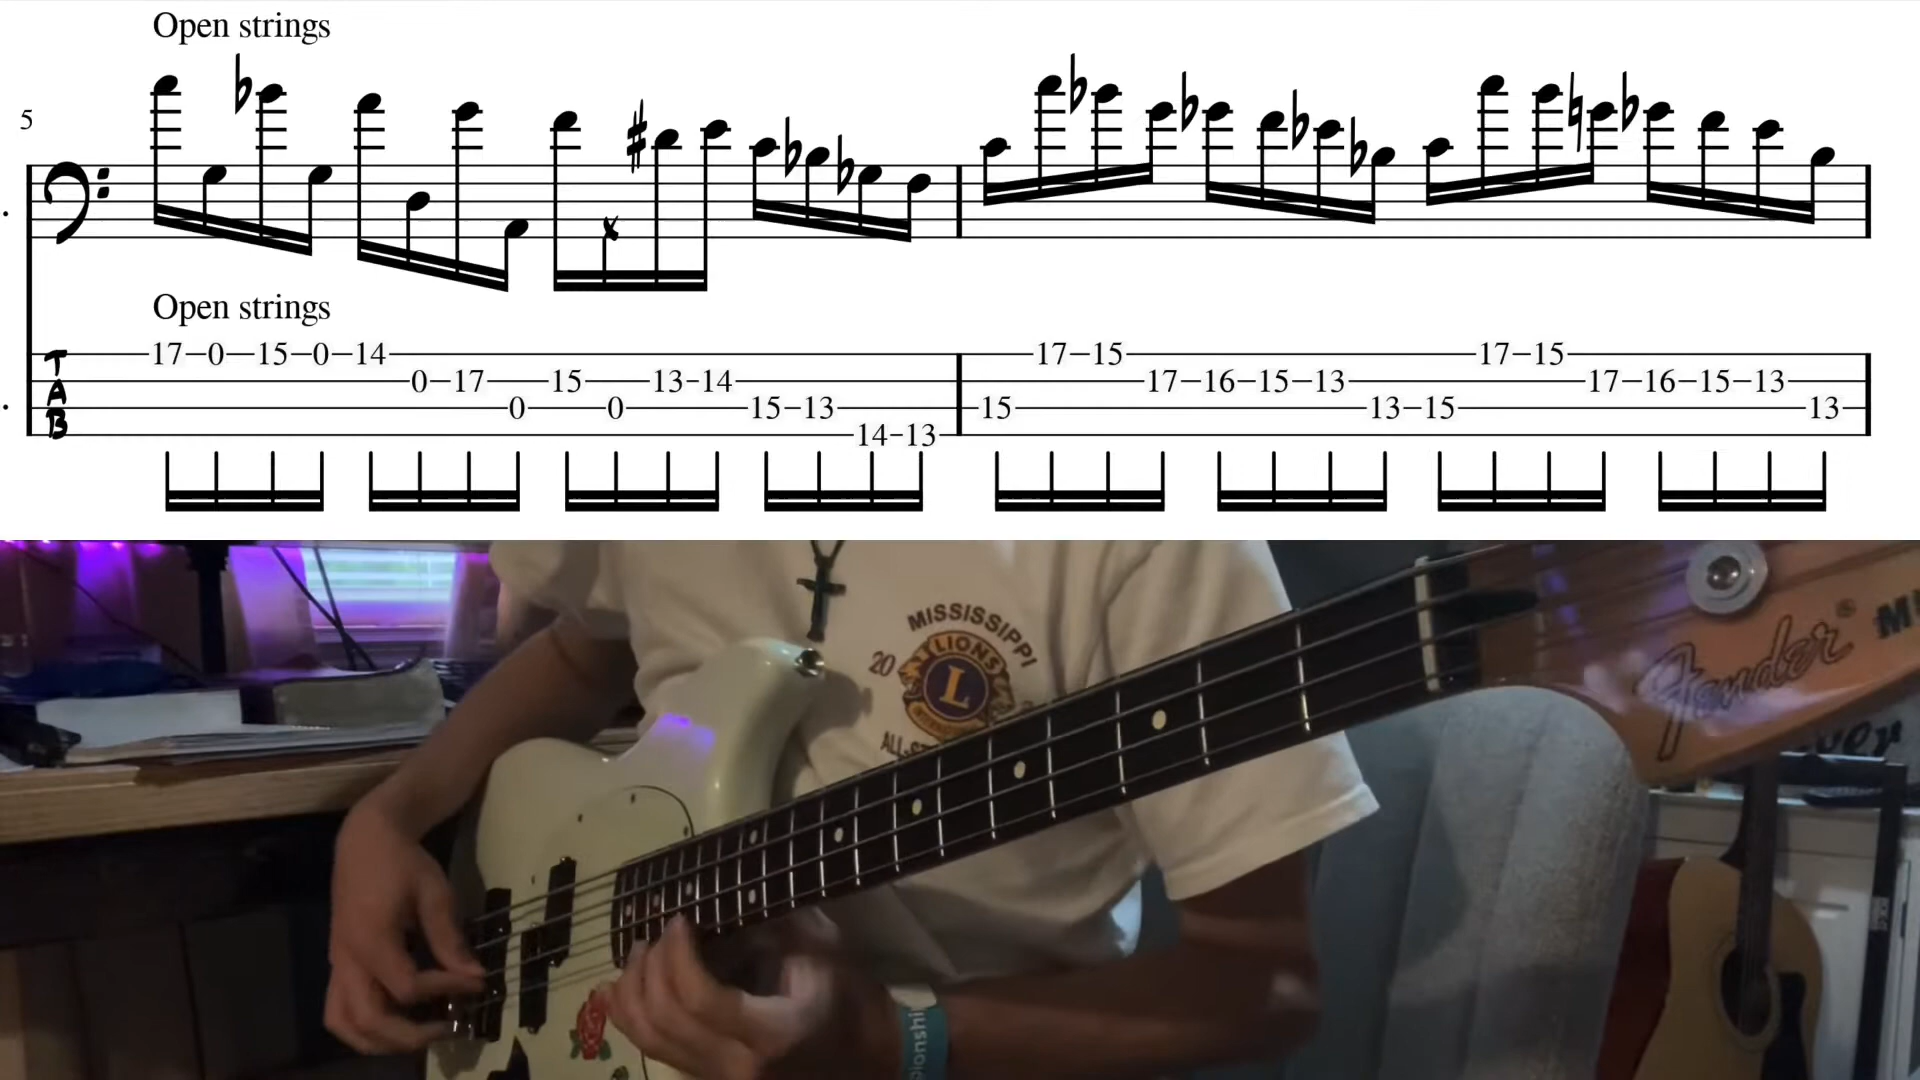 Open strings
5
Open strings
T
A
B
17 0 15 0 14 17 15 17 15
0 17 15 13 14 17 16 15 13 17 16 15 13
0 0 15 13 15 13 15 13
14 13
MISSISSIPPI
20
LIONS
L
Fender